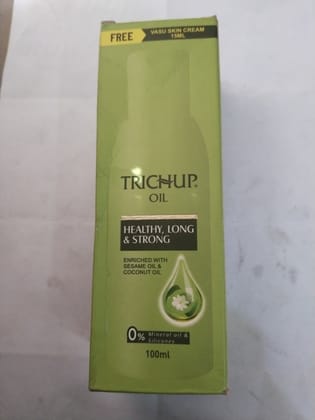 FREE
VASU SKIN CREAM
15ML
TRICHUP®
OIL
HEALTHY, LONG
& STRONG
ENRICHED WITH
SESAME OIL &
COCONUT OIL
0% Mineral oil &
Silicones
100ml